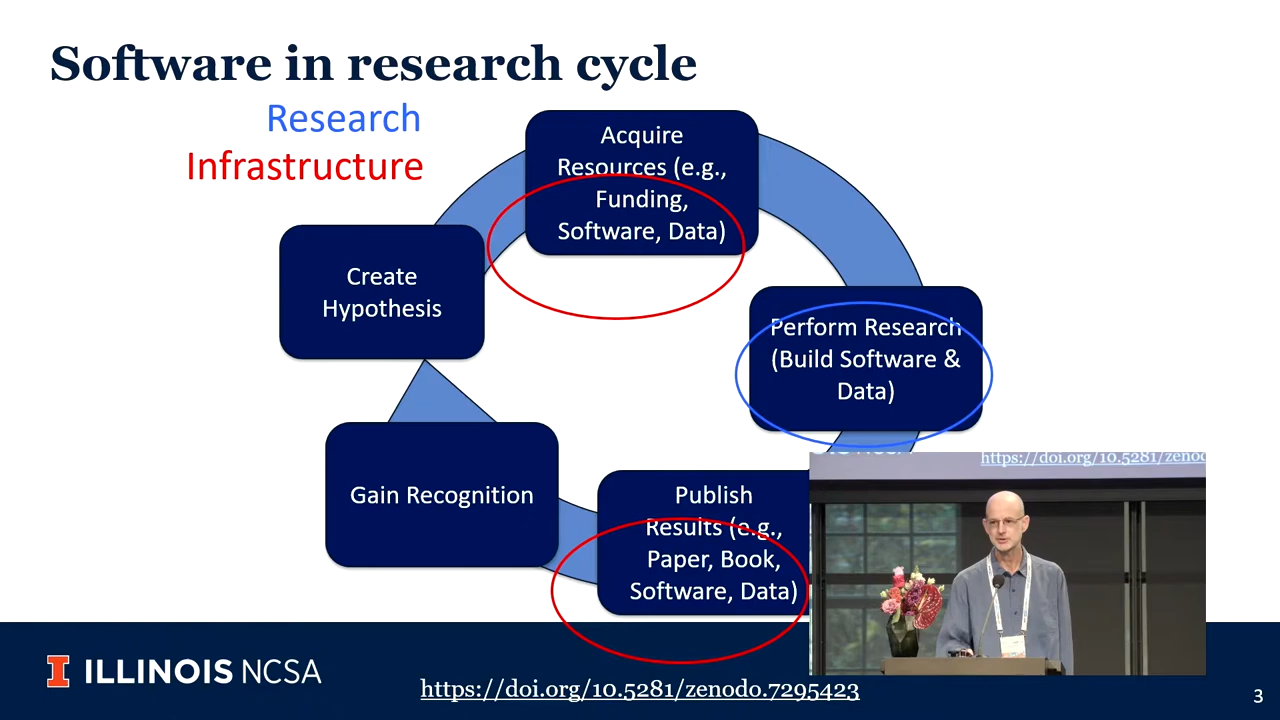 Software in research cycle
Research
Infrastructure
Acquire
Resources (e.g.,
Funding,
Software, Data)
Create
Hypothesis
Perform Research
(Build Software &
Data)
Gain Recognition
Publish
Results (e.g.,
Paper, Book,
Software, Data)
https://doi.org/10.5281/zenodo
ILLINOIS NCSA
https://doi.org/10.5281/zenodo.7295423
3